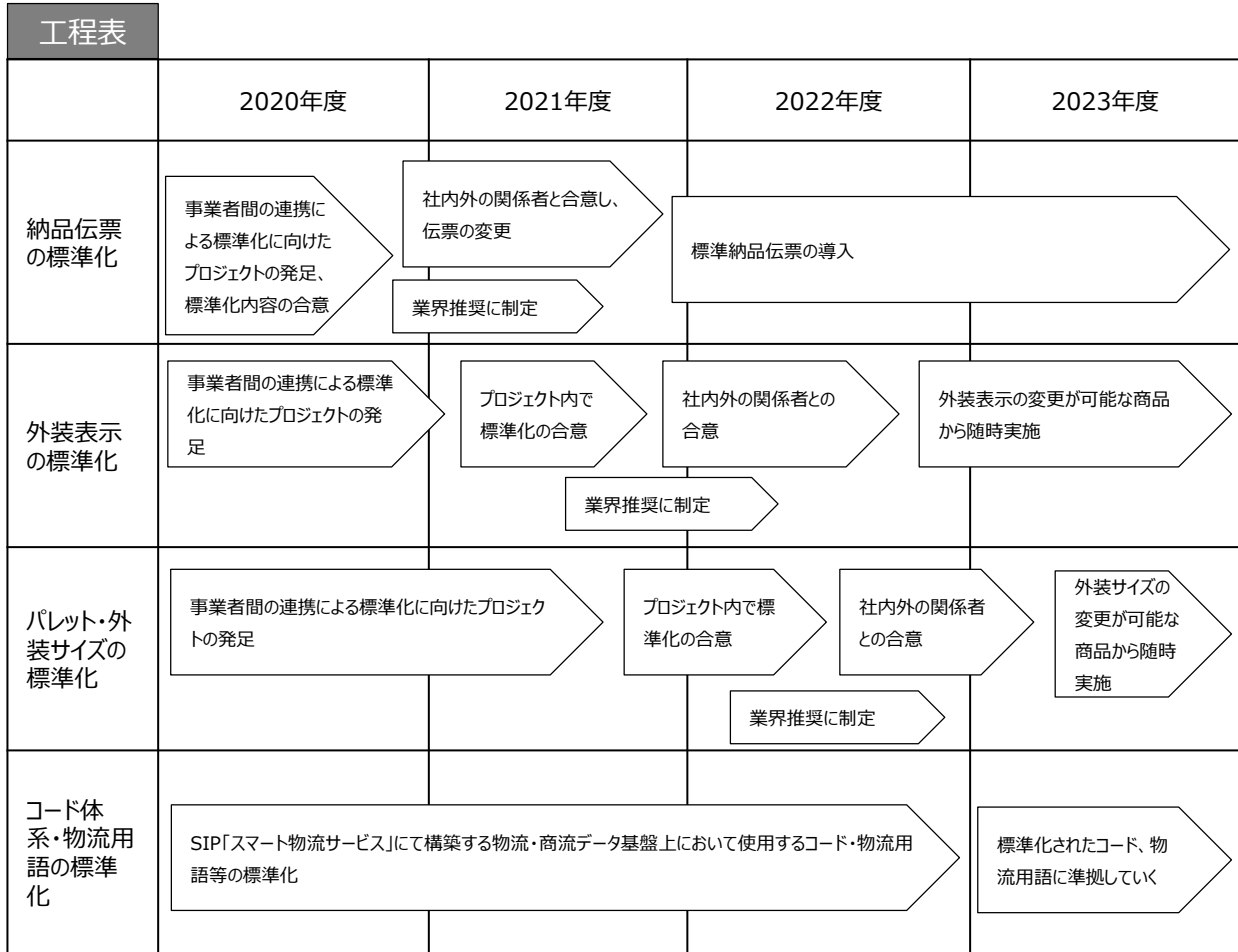 工程表
2020年度
2021年度
2022年度
2023年度
納品伝票
の標準化
事業者間の連携に
よる標準化に向けた
プロジェクトの発足、
標準化内容の合意
社内外の関係者と合意し、
伝票の変更
業界推奨に制定
標準納品伝票の導入
外装表示
の標準化
事業者間の連携による標準
化に向けたプロジェクトの発
足
プロジェクト内で
標準化の合意
業界推奨に制定
社内外の関係者との
合意
外装表示の変更が可能な商品
から随時実施
パレット・外
装サイズの
標準化
事業者間の連携による標準化に向けたプロジェク
トの発足
プロジェクト内で標
準化の合意
業界推奨に制定
社内外の関係者
との合意
外装サイズの
変更が可能な
商品から随時
実施
コード体
系・物流用
語の標準
化
SIP「スマート物流サービス」にて構築する物流・商流データ基盤上において使用するコード・物流用
語等の標準化
標準化されたコード、物
流用語に準拠していく